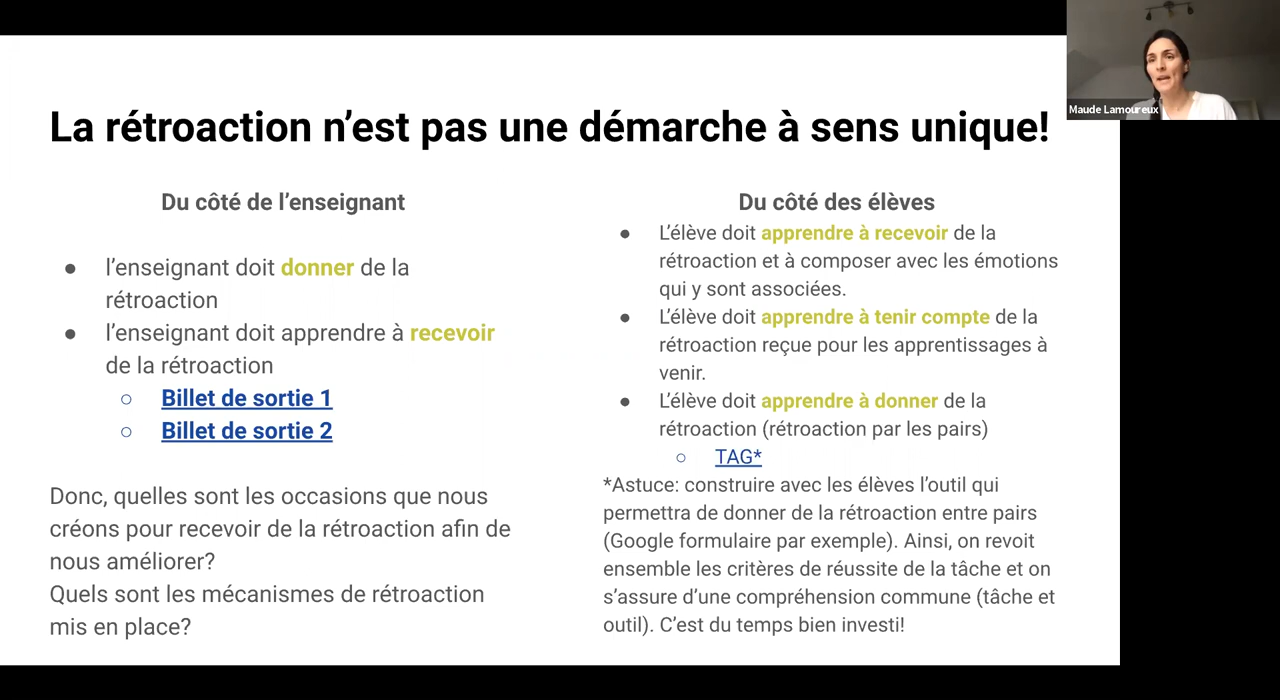 Maude Lamoureux
La rétroaction n’est pas une démarche à sens unique!
Du côté de l’enseignant
● l’enseignant doit donner de la
rétroaction
● l’enseignant doit apprendre à recevoir
de la rétroaction
○ Billet de sortie 1
○ Billet de sortie 2
Donc, quelles sont les occasions que nous
créons pour recevoir de la rétroaction afin de
nous améliorer?
Quels sont les mécanismes de rétroaction
mis en place?
Du côté des élèves
● L’élève doit apprendre à recevoir de la
rétroaction et à composer avec les émotions
qui y sont associées.
● L’élève doit apprendre à tenir compte de la
rétroaction reçue pour les apprentissages à
venir.
● L’élève doit apprendre à donner de la
rétroaction (rétroaction par les pairs)
○ TAG*
*Astuce: construire avec les élèves l’outil qui
permettra de donner de la rétroaction entre pairs
(Google formulaire par exemple). Ainsi, on revoit
ensemble les critères de réussite de la tâche et on
s’assure d’une compréhension commune (tâche et
outil). C’est du temps bien investi!